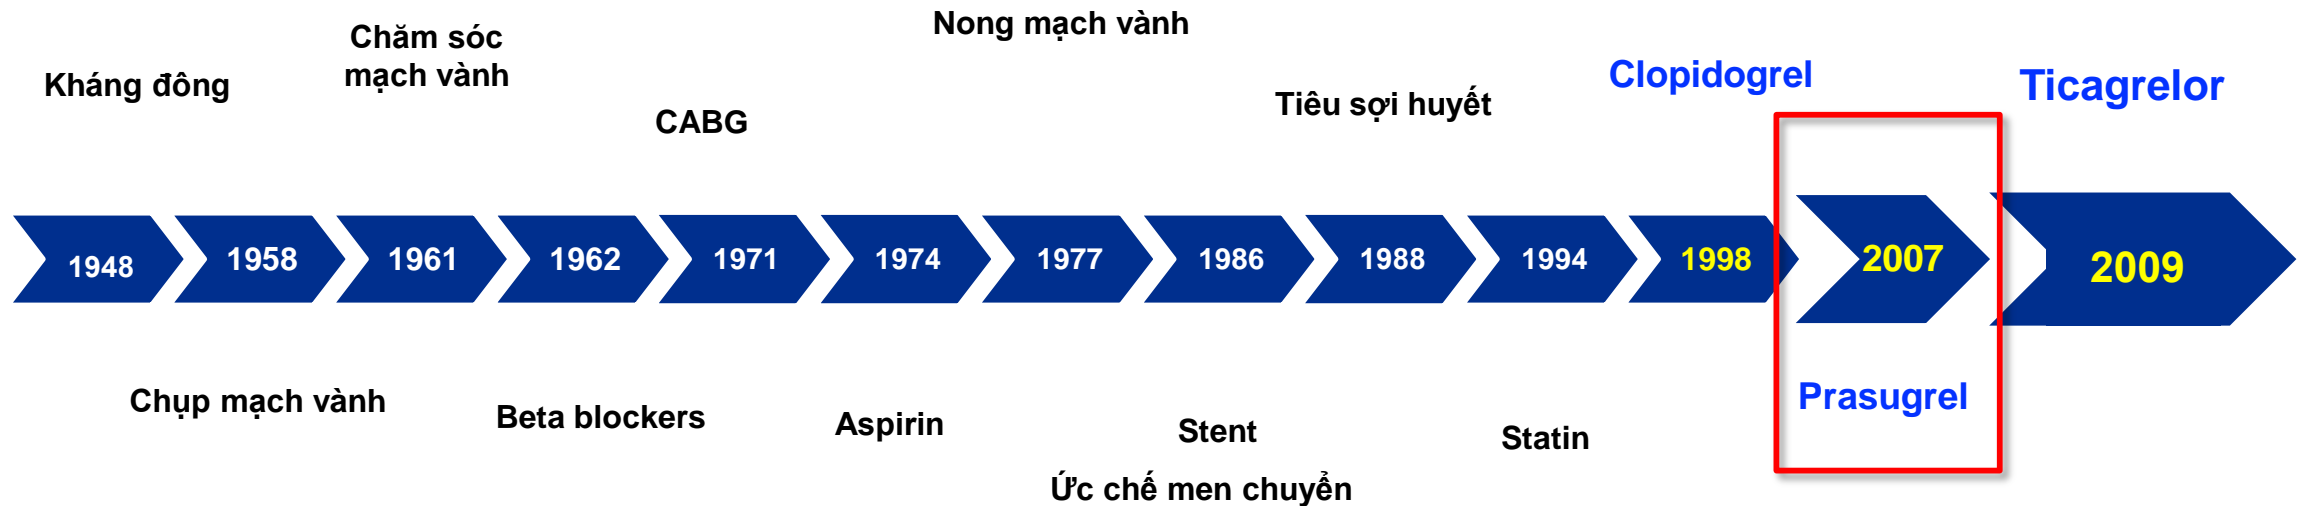 Nong mạch vành
Chăm sóc
mạch vành
Kháng đông
Clopidogrel
Ticagrelor
Tiêu sợi huyết
CABG
1948
1958
1961
1962
1971
1974
1977
1986
1988
1994
1998
2007
2009
Chụp mạch vành
Beta blockers
Aspirin
Stent
Statin
Prasugrel
Ức chế men chuyển